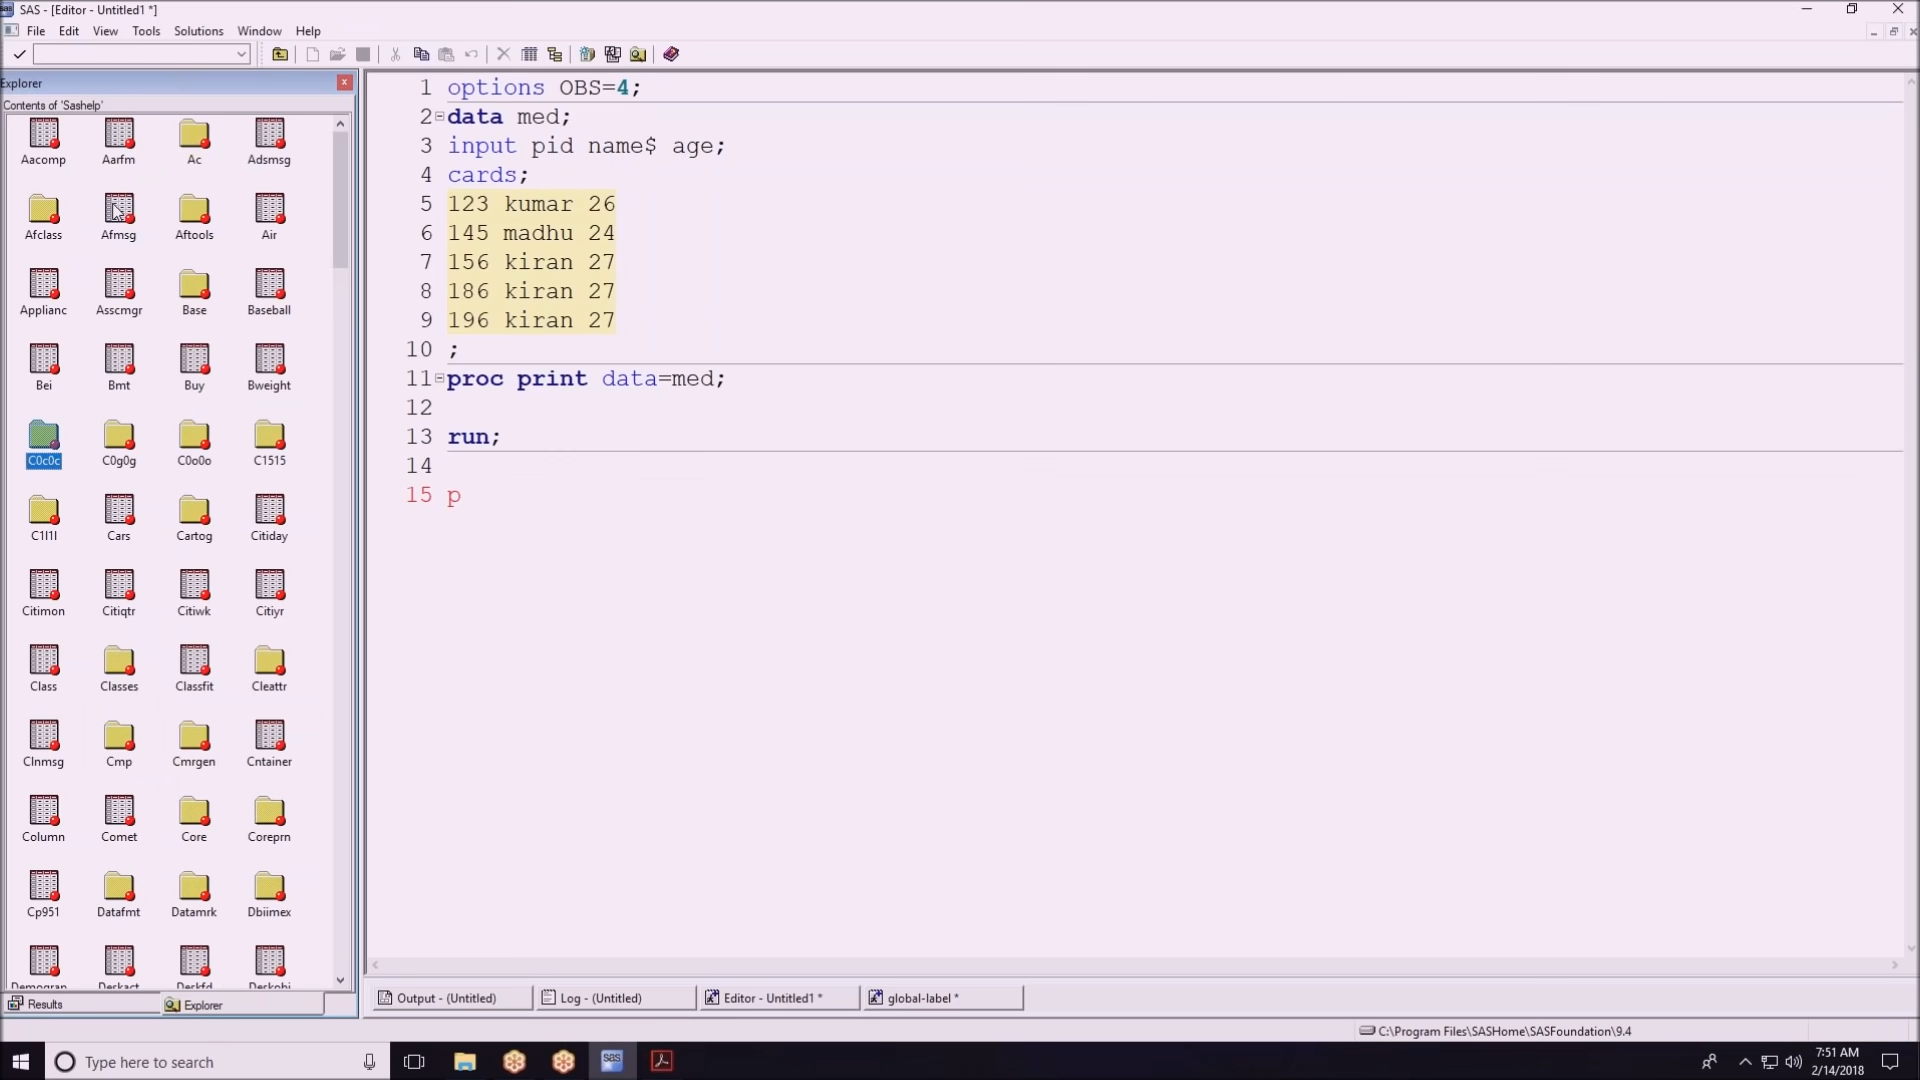 SAS - [Editor - Untitled1 *]
File Edit View Tools Solutions Window Help
Explorer
Contents of 'Sashelp'
Aacomp Aarfm Ac Adsmsg
Afclass Afmsg Aftools Air
Applianc Asscmgr Base Baseball
Bei Bmt Buy Bweight
C0c0c C0g0g C0o0o C1515
C1l1l Cars Cartog Citiday
Citimon Citiqtr Citiwk Citiyr
Class Classes Classfit Cleattr
Clnmsg Cmp Cmrgen Cntainer
Column Comet Core Coreprn
Cp951 Datafmt Datamrk Dbiimex
Demogran Deskact Deskfd Deskobj
Results Explorer
1 options OBS=4;
2 data med;
3 input pid name$ age;
4 cards;
5 123 kumar 26
6 145 madhu 24
7 156 kiran 27
8 186 kiran 27
9 196 kiran 27
10 ;
11 proc print data=med;
12
13 run;
14
15 p
Output - (Untitled) Log - (Untitled) Editor - Untitled1 * global-label *
C:\Program Files\SASHome\SASFoundation\9.4
Type here to search
sas
7:51 AM
2/14/2018